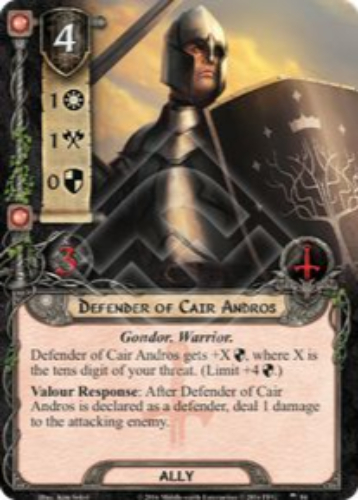 4
1
1
0
3
Defender of Cair Andros
Gondor. Warrior.
Defender of Cair Andros gets +X , where X is
the tens digit of your threat. (Limit +4 .)
Valour Response: After Defender of Cair
Andros is declared as a defender, deal 1 damage
to the attacking enemy.
ALLY